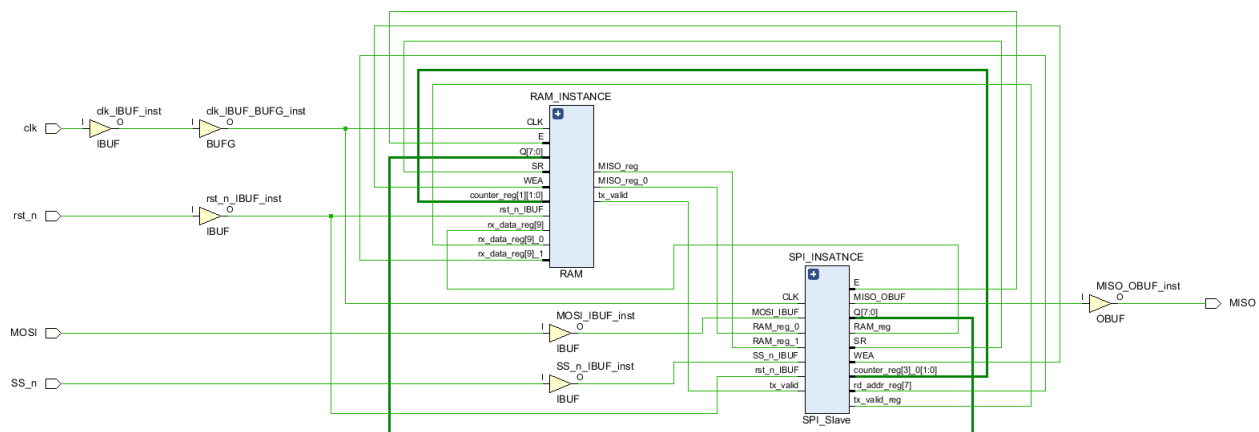 RAM_INSTANCE
clk_IBUF_inst
clk_IBUF_BUFG_inst
clk
I
O
IBUF
I
O
BUFG
CLK
E
Q[7:0]
SR
WEA
counter_reg[1][1:0]
rst_n_IBUF
rx_data_reg[9]
rx_data_reg[9]_0
rx_data_reg[9]_1
MISO_reg
MISO_reg_0
tx_valid
RAM
rst_n_IBUF_inst
rst_n
I
O
IBUF
SPI_INSATNCE
CLK
MOSI_IBUF
RAM_reg_0
RAM_reg_1
SS_n_IBUF
rst_n_IBUF
tx_valid
E
MISO_OBUF
Q[7:0]
RAM_reg
SR
WEA
counter_reg[3]_0[1:0]
rd_addr_reg[7]
tx_valid_reg
SPI_Slave
MISO_OBUF_inst
I
O
OBUF
MISO
MOSI_IBUF_inst
MOSI
I
O
IBUF
SS_n_IBUF_inst
SS_n
I
O
IBUF